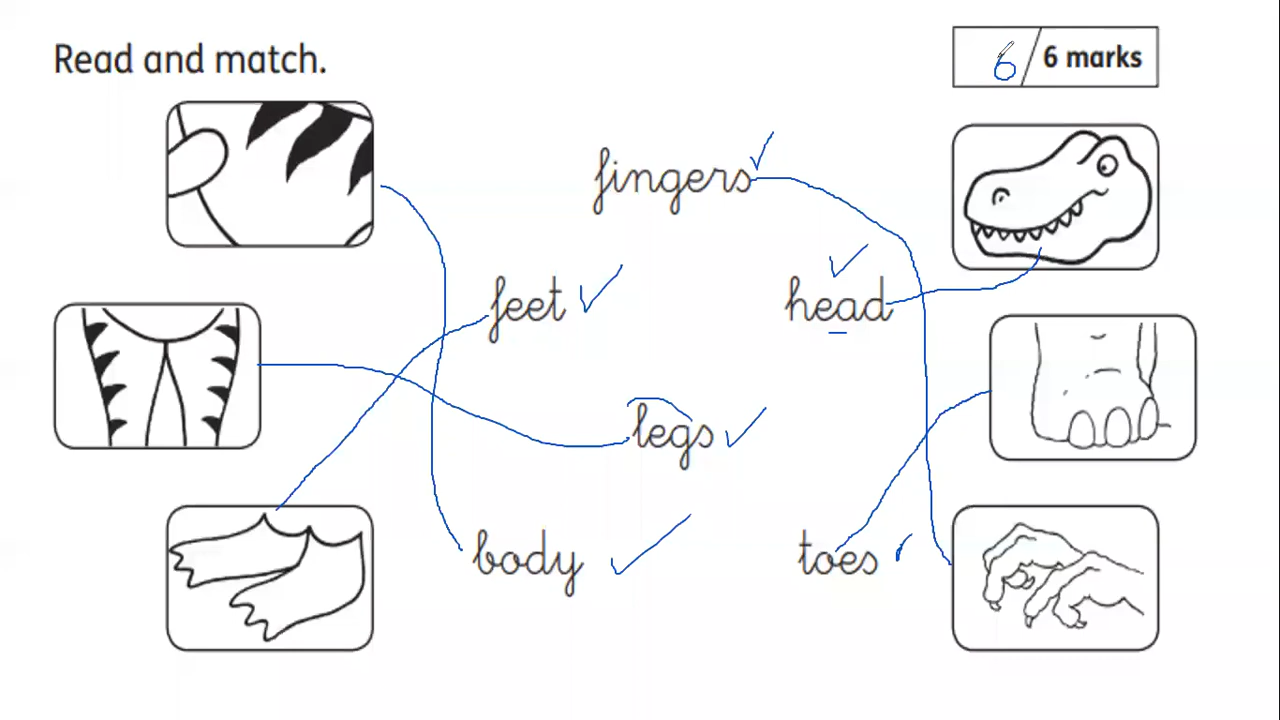 Read and match.
6/6 marks
fingers
feet
head
legs
body
toes